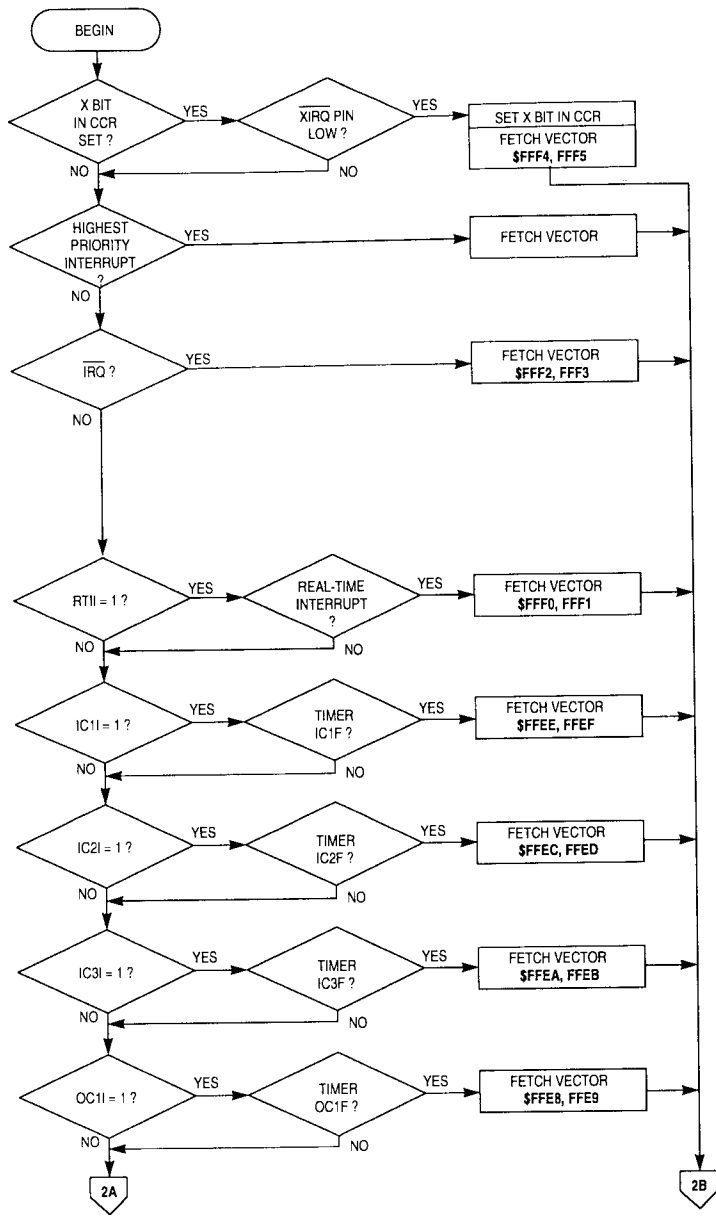 BEGIN
X BIT
IN CCR
SET ?
YES
XIRQ PIN
LOW ?
YES
SET X BIT IN CCR
FETCH VECTOR
$FFF4, FFF5
NO
NO
HIGHEST
PRIORITY
INTERRUPT
?
YES
FETCH VECTOR
NO
IRQ ?
YES
FETCH VECTOR
$FFF2, FFF3
NO
RTII = 1 ?
YES
REAL-TIME
INTERRUPT
?
YES
FETCH VECTOR
$FFF0, FFF1
NO
NO
IC1I = 1 ?
YES
TIMER
IC1F ?
YES
FETCH VECTOR
$FFEE, FFEF
NO
NO
IC2I = 1 ?
YES
TIMER
IC2F ?
YES
FETCH VECTOR
$FFEC, FFED
NO
NO
IC3I = 1 ?
YES
TIMER
IC3F ?
YES
FETCH VECTOR
$FFEA, FFEB
NO
NO
OC1I = 1 ?
YES
TIMER
OC1F ?
YES
FETCH VECTOR
$FFE8, FFE9
NO
NO
2A
2B